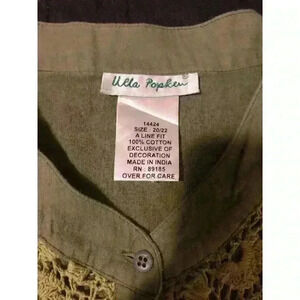 Ulla Popken
14424
SIZE : 20/22
A LINE FIT
100% COTTON
EXCLUSIVE OF
DECORATION
MADE IN INDIA
RN : 89185
OVER FOR CARE